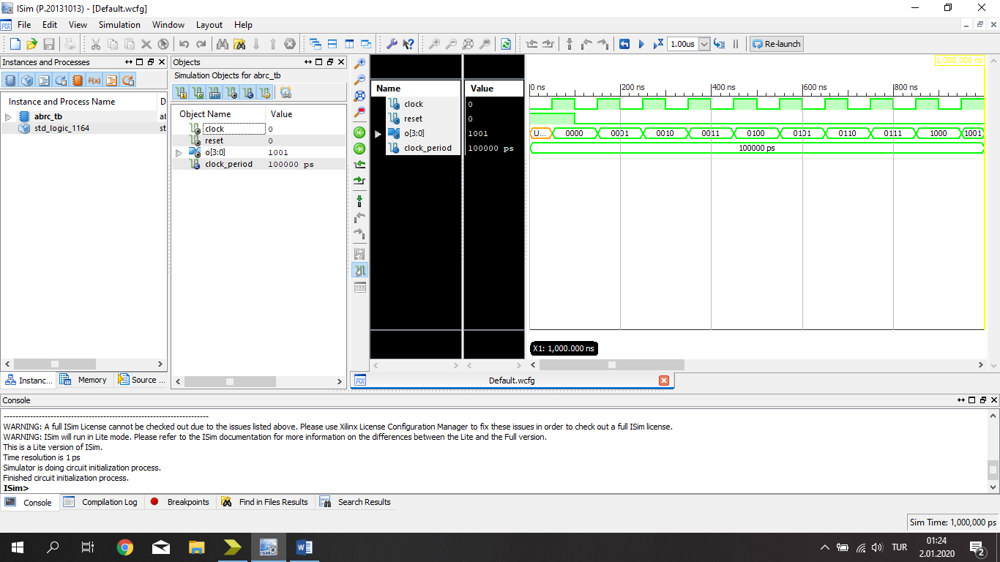 ISim (P.20131013) - [Default.wcfg]
File Edit View Simulation Window Layout Help
1.00us Re-launch
Instances and Processes
Instance and Process Name D
abrc_tb al
std_logic_1164 st
Instanc... Memory Source ...
Objects
Simulation Objects for abrc_tb
Object Name Value
clock 0
reset 0
o[3:0] 1001
clock_period 100000 ps
Name Value
clock 0
reset 0
o[3:0] 1001
clock_period 100000 ps
1,000.000 ns
0 ns 200 ns 400 ns 600 ns 800 ns
U... 0000 0001 0010 0011 0100 0101 0110 0111 1000 1001
100000 ps
X1: 1,000.000 ns
Default.wcfg
Console
WARNING: A full ISim License cannot be checked out due to the issues listed above. Please use Xilinx License Configuration Manager to fix these issues in order to check out a full ISim license.
WARNING: ISim will run in Lite mode. Please refer to the ISim documentation for more information on the differences between the Lite and the Full version.
This is a Lite version of ISim.
Time resolution is 1 ps
Simulator is doing circuit initialization process.
Finished circuit initialization process.
ISim>
Console Compilation Log Breakpoints Find in Files Results Search Results
Sim Time: 1,000,000 ps
TUR 01:24
2.01.2020 2